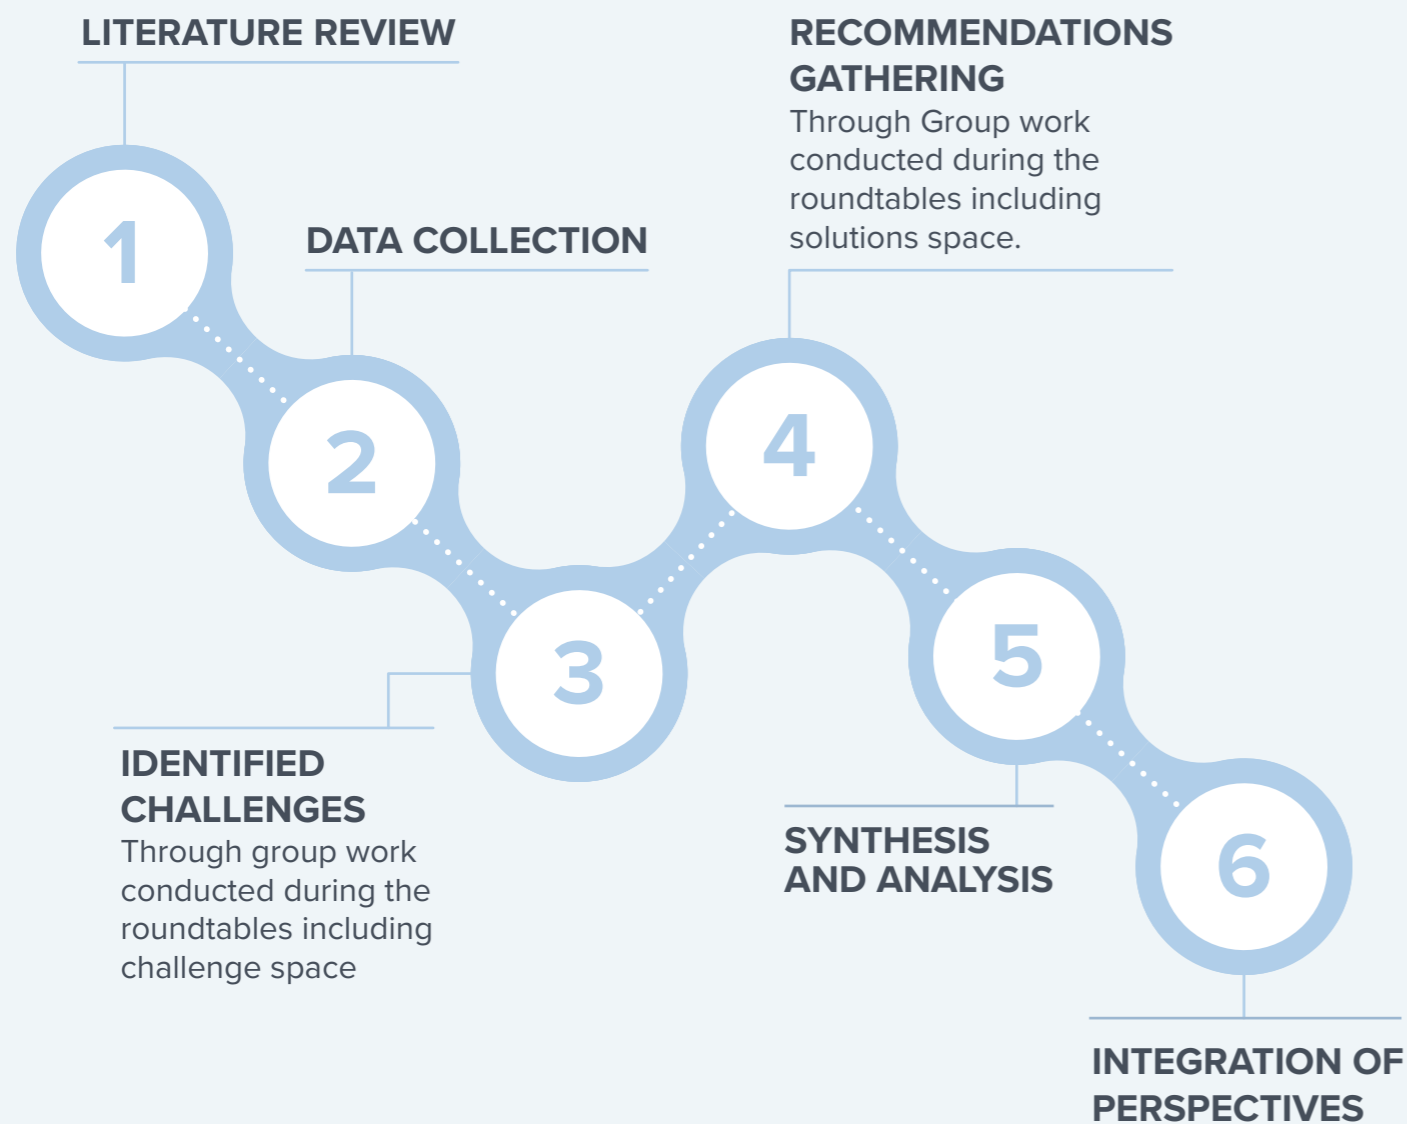 LITERATURE REVIEW
1
DATA COLLECTION
2
3
IDENTIFIED
CHALLENGES
Through group work
conducted during the
roundtables including
challenge space
RECOMMENDATIONS
GATHERING
Through Group work
conducted during the
roundtables including
solutions space.
4
5
SYNTHESIS
AND ANALYSIS
6
INTEGRATION OF
PERSPECTIVES